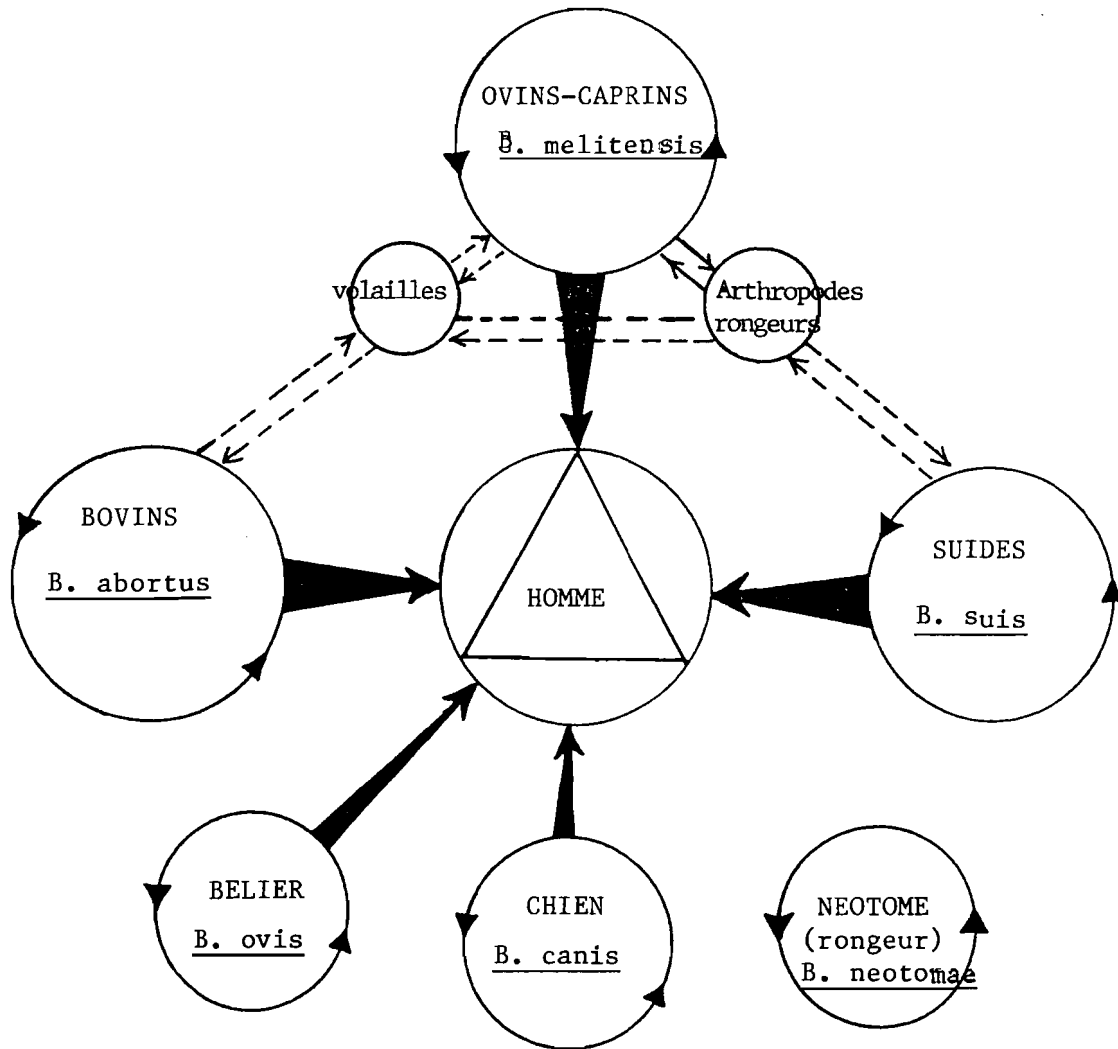 OVINS-CAPRINS
B. melitensis
volailles
Arthropodes
rongeurs
BOVINS
B. abortus
HOMME
SUIDES
B. suis
BELIER
B. ovis
CHIEN
B. canis
NEOTOME
(rongeur)
B. neotomae